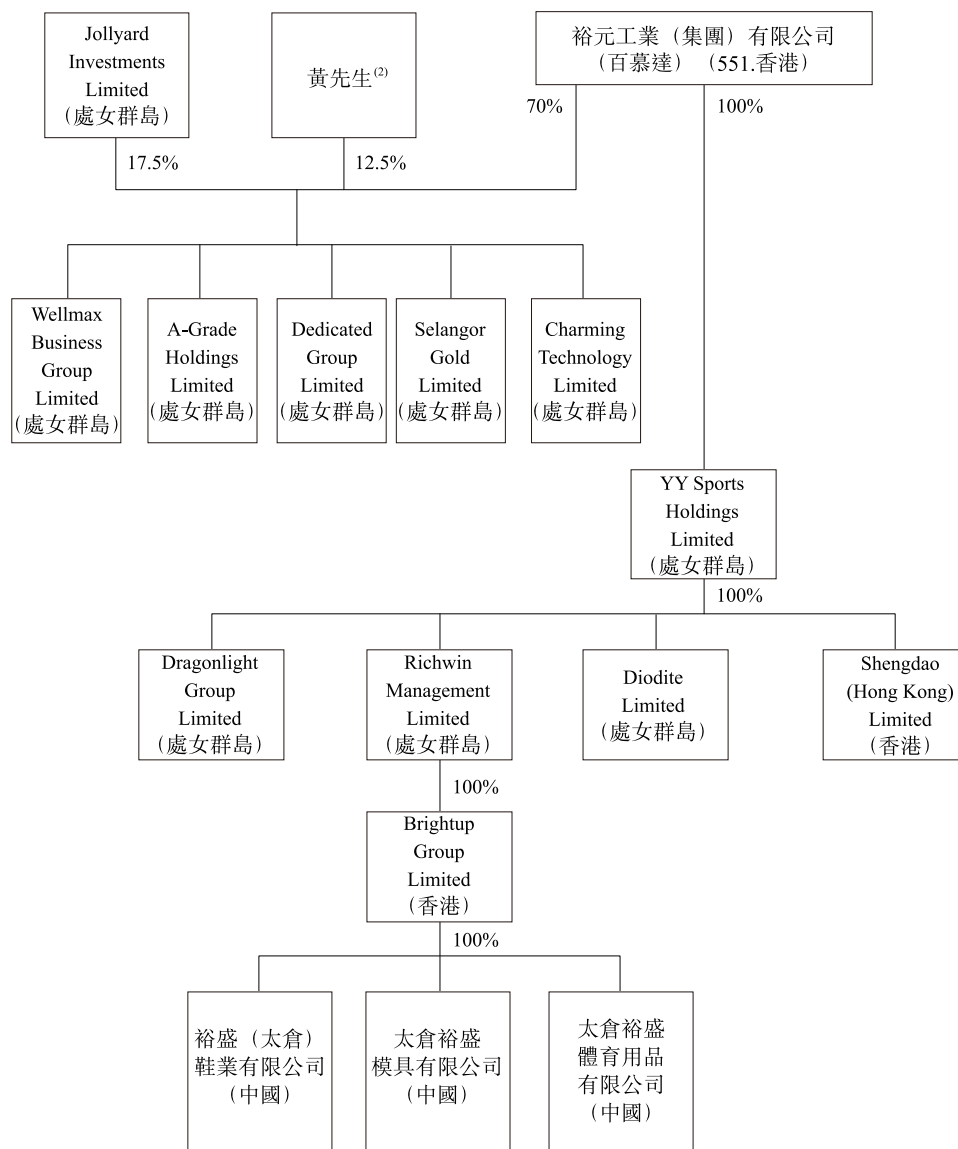 Jollyard
Investments
Limited
（處女群島）
黃先生(2)
裕元工業（集團）有限公司
（百慕達）（551.香港）
70%
100%
17.5%
12.5%
Wellmax
Business
Group
Limited
（處女群島）
A-Grade
Holdings
Limited
（處女群島）
Dedicated
Group
Limited
（處女群島）
Selangor
Gold
Limited
（處女群島）
Charming
Technology
Limited
（處女群島）
YY Sports
Holdings
Limited
（處女群島）
100%
Dragonlight
Group
Limited
（處女群島）
Richwin
Management
Limited
（處女群島）
Diodite
Limited
（處女群島）
Shengdao
(Hong Kong)
Limited
（香港）
100%
Brightup
Group
Limited
（香港）
100%
裕盛（太倉）
鞋業有限公司
（中國）
太倉裕盛
模具有限公司
（中國）
太倉裕盛
體育用品
有限公司
（中國）